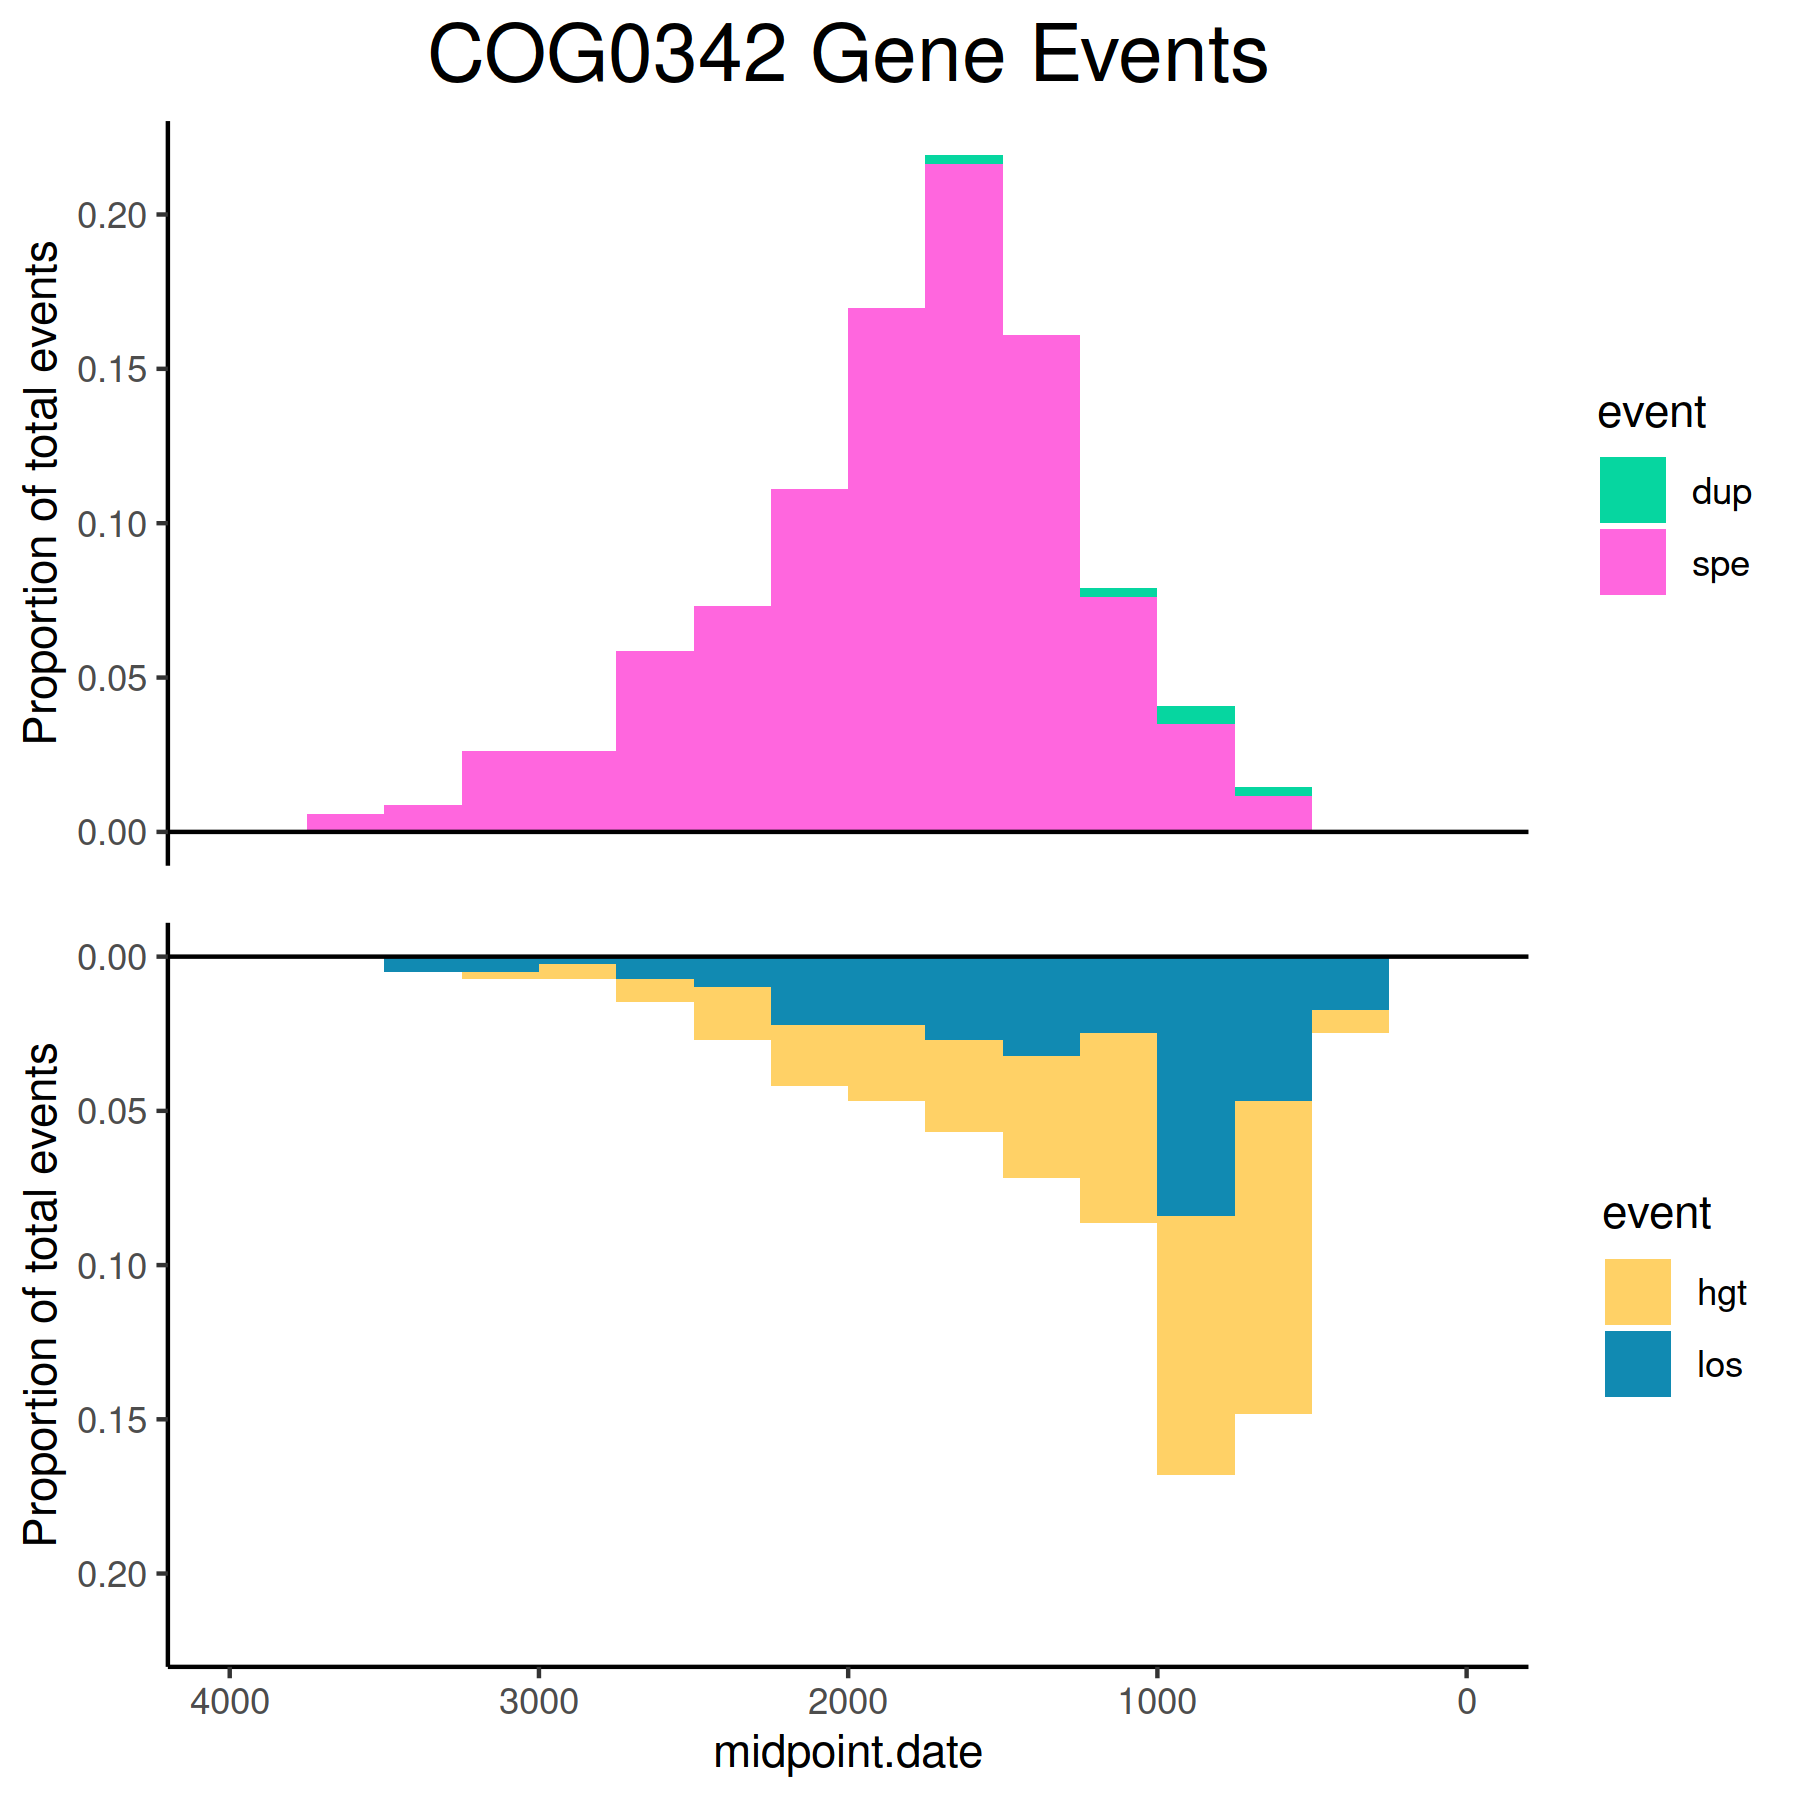 COG0342 Gene Events
Proportion of total events
0.20
0.15
0.10
0.05
0.00
event
dup
spe
Proportion of total events
0.00
0.05
0.10
0.15
0.20
event
hgt
los
4000 3000 2000 1000 0
midpoint.date